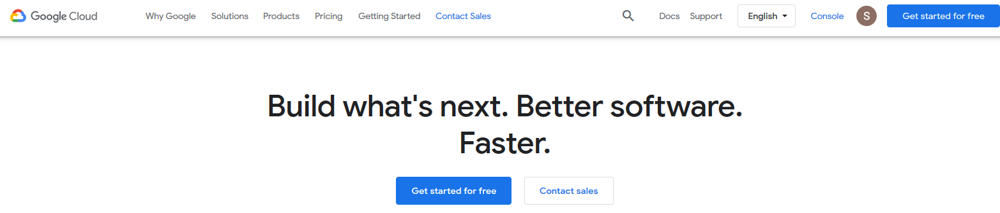 Google Cloud Why Google Solutions Products Pricing Getting Started Contact Sales Docs Support English Console S Get started for free
Build what's next. Better software.
Faster.
Get started for free Contact sales